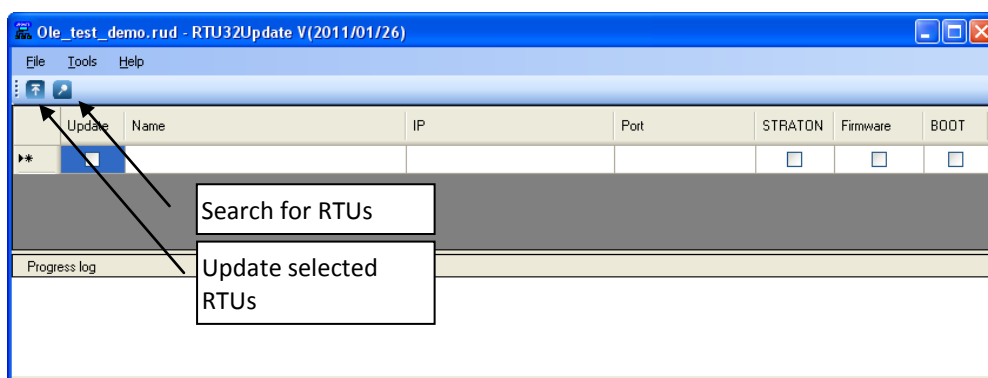 Ole_test_demo.rud - RTU32Update V(2011/01/26)
File Tools Help
Update Name IP Port STRATON Firmware BOOT
Search for RTUs
Update selected
RTUs
Progress log